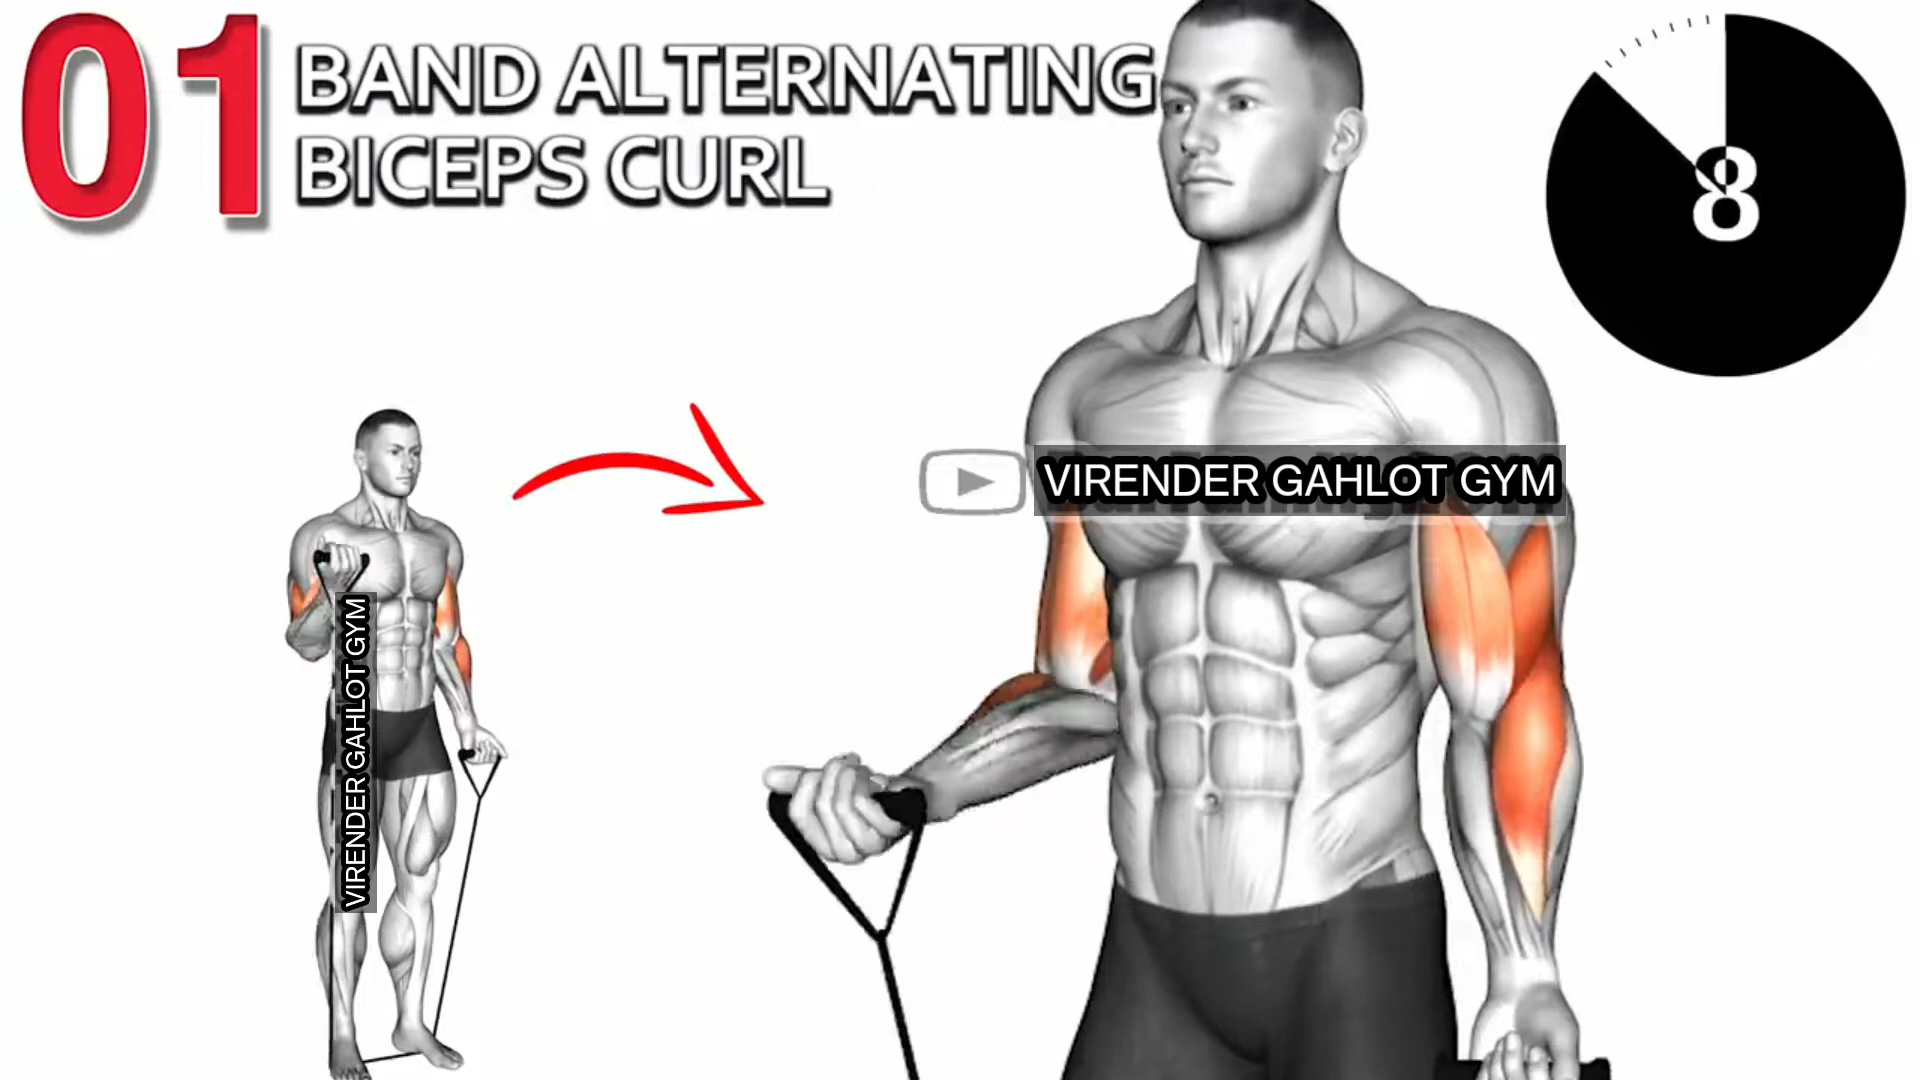 01
BAND ALTERNATING
BICEPS CURL
8
VIRENDER GAHLOT GYM
VIRENDER GAHLOT GYM